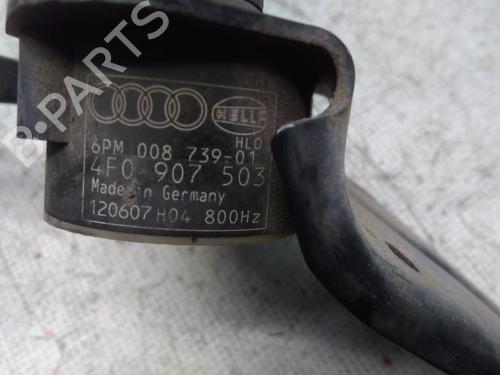 HELLA
HLO
6PM 008 739-01
4F0 907 503
Made in Germany
120607 H04 800Hz
B-PARTS